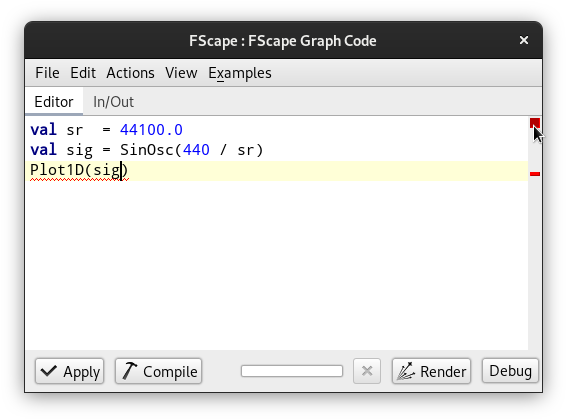 FScape : FScape Graph Code
×
File Edit Actions View Examples
Editor In/Out
val sr  = 44100.0
val sig = SinOsc(440 / sr)
Plot1D(sig)
Apply Compile Render Debug